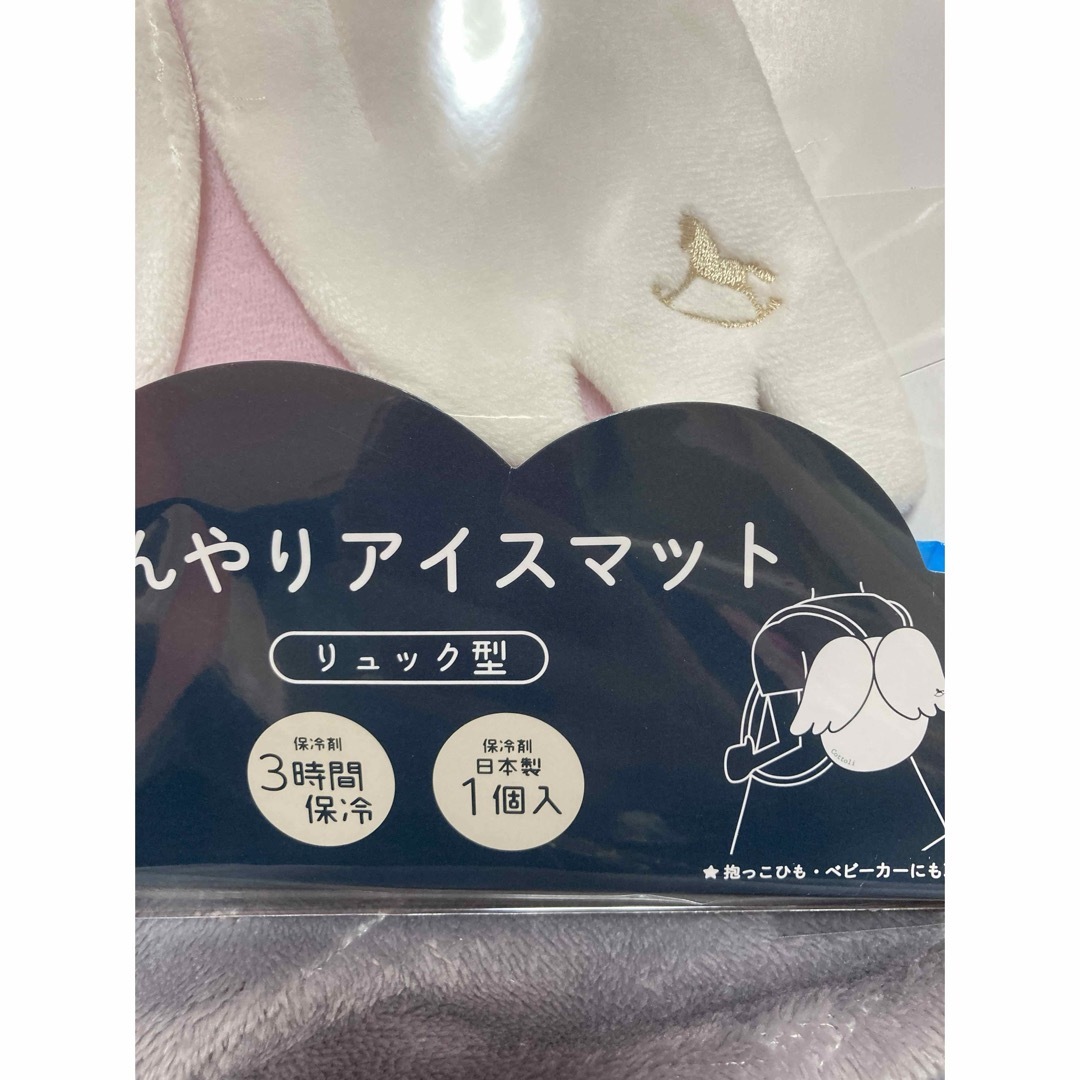 んやりアイスマット
リュック型
保冷剤
3時間
保冷
保冷剤
日本製
1個入
Cottoli
★抱っこひも・ベビーカーにも